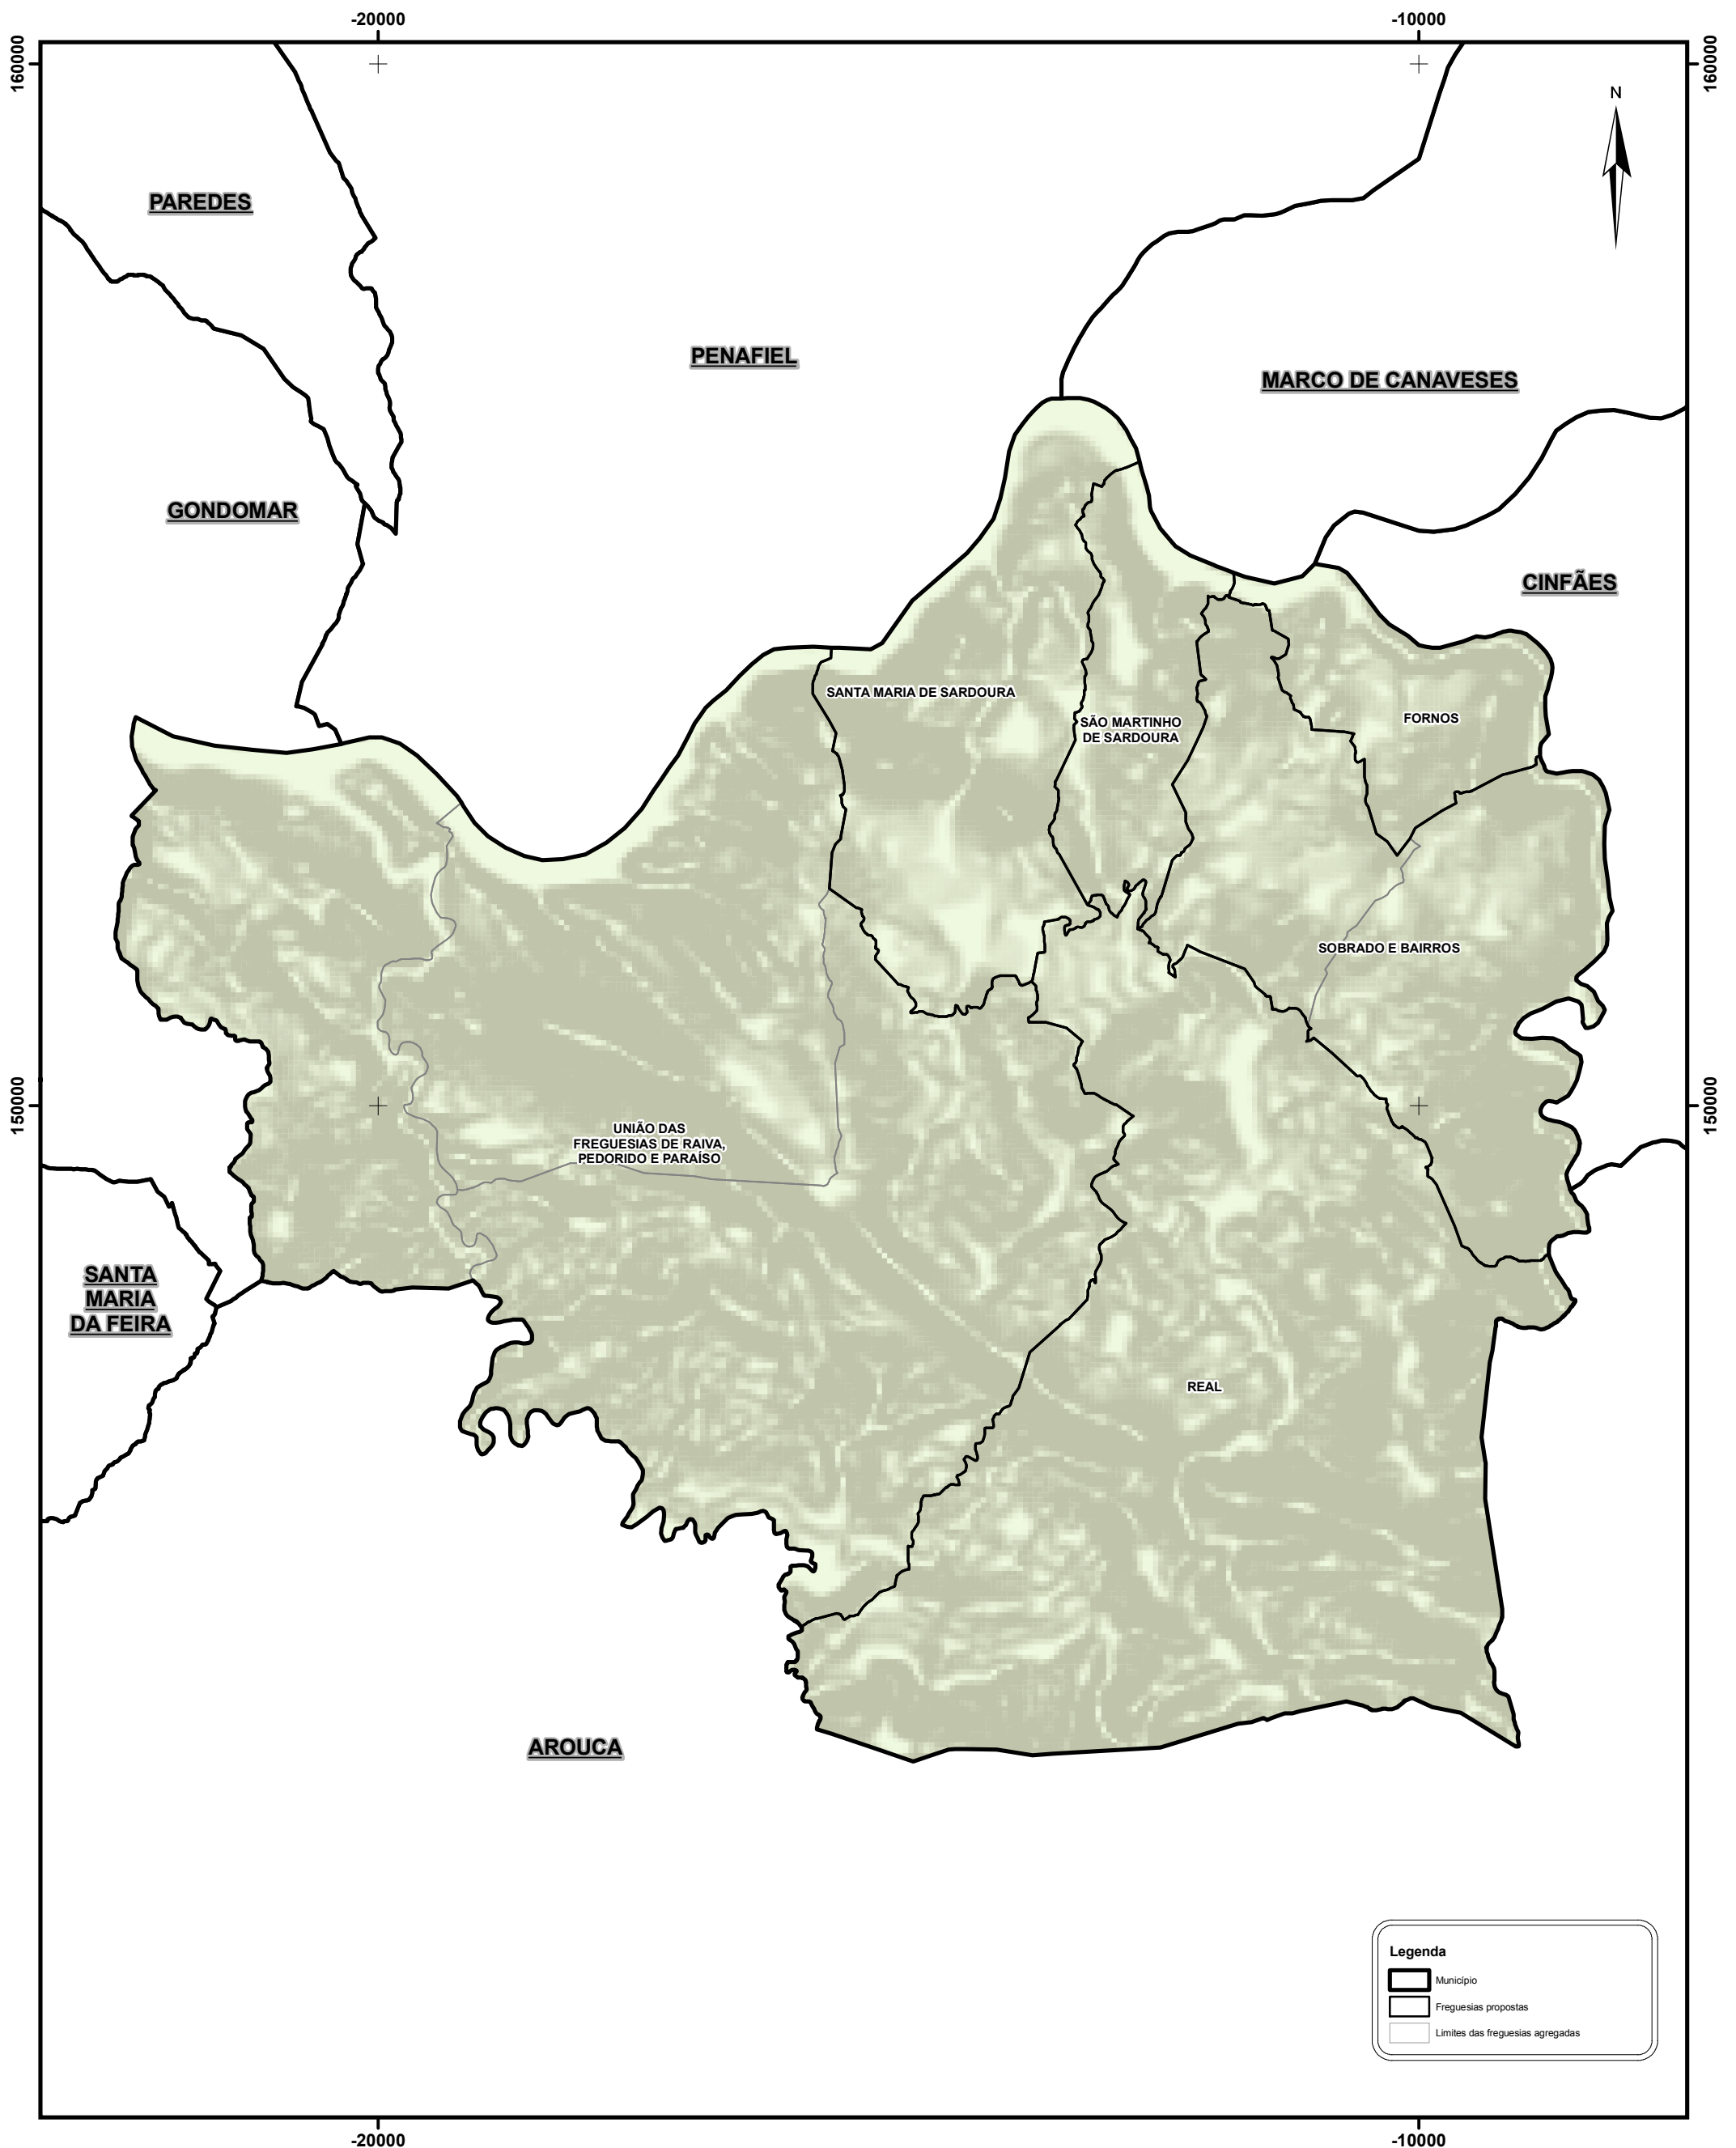 -20000
-10000
160000
160000
N
PAREDES
PENAFIEL
MARCO DE CANAVESES
GONDOMAR
CINFÃES
SANTA MARIA DE SARDOURA
SÃO MARTINHO
DE SARDOURA
FORNOS
SOBRADO E BAIRROS
150000
150000
UNIÃO DAS
FREGUESIAS DE RAIVA,
PEDORIDO E PARAÍSO
SANTA
MARIA
DA FEIRA
REAL
AROUCA
Legenda
Município
Freguesias propostas
Limites das freguesias agregadas
-20000
-10000